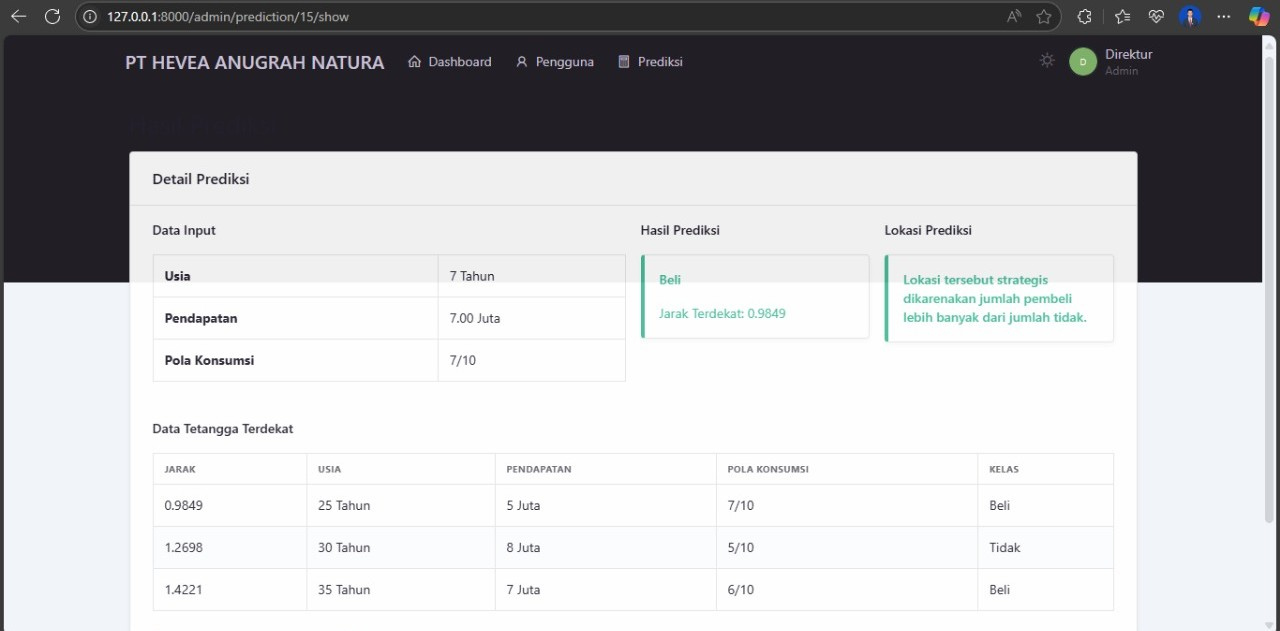 127.0.0.1:8000/admin/prediction/15/show
PT HEVEA ANUGRAH NATURA Dashboard Pengguna Prediksi
D Direktur
Admin
Detail Prediksi
Data Input
Usia 7 Tahun
Pendapatan 7.00 Juta
Pola Konsumsi 7/10
Hasil Prediksi
Beli
Jarak Terdekat: 0.9849
Lokasi Prediksi
Lokasi tersebut strategis
dikarenakan jumlah pembeli
lebih banyak dari jumlah tidak.
Data Tetangga Terdekat
JARAK USIA PENDAPATAN POLA KONSUMSI KELAS
0.9849 25 Tahun 5 Juta 7/10 Beli
1.2698 30 Tahun 8 Juta 5/10 Tidak
1.4221 35 Tahun 7 Juta 6/10 Beli